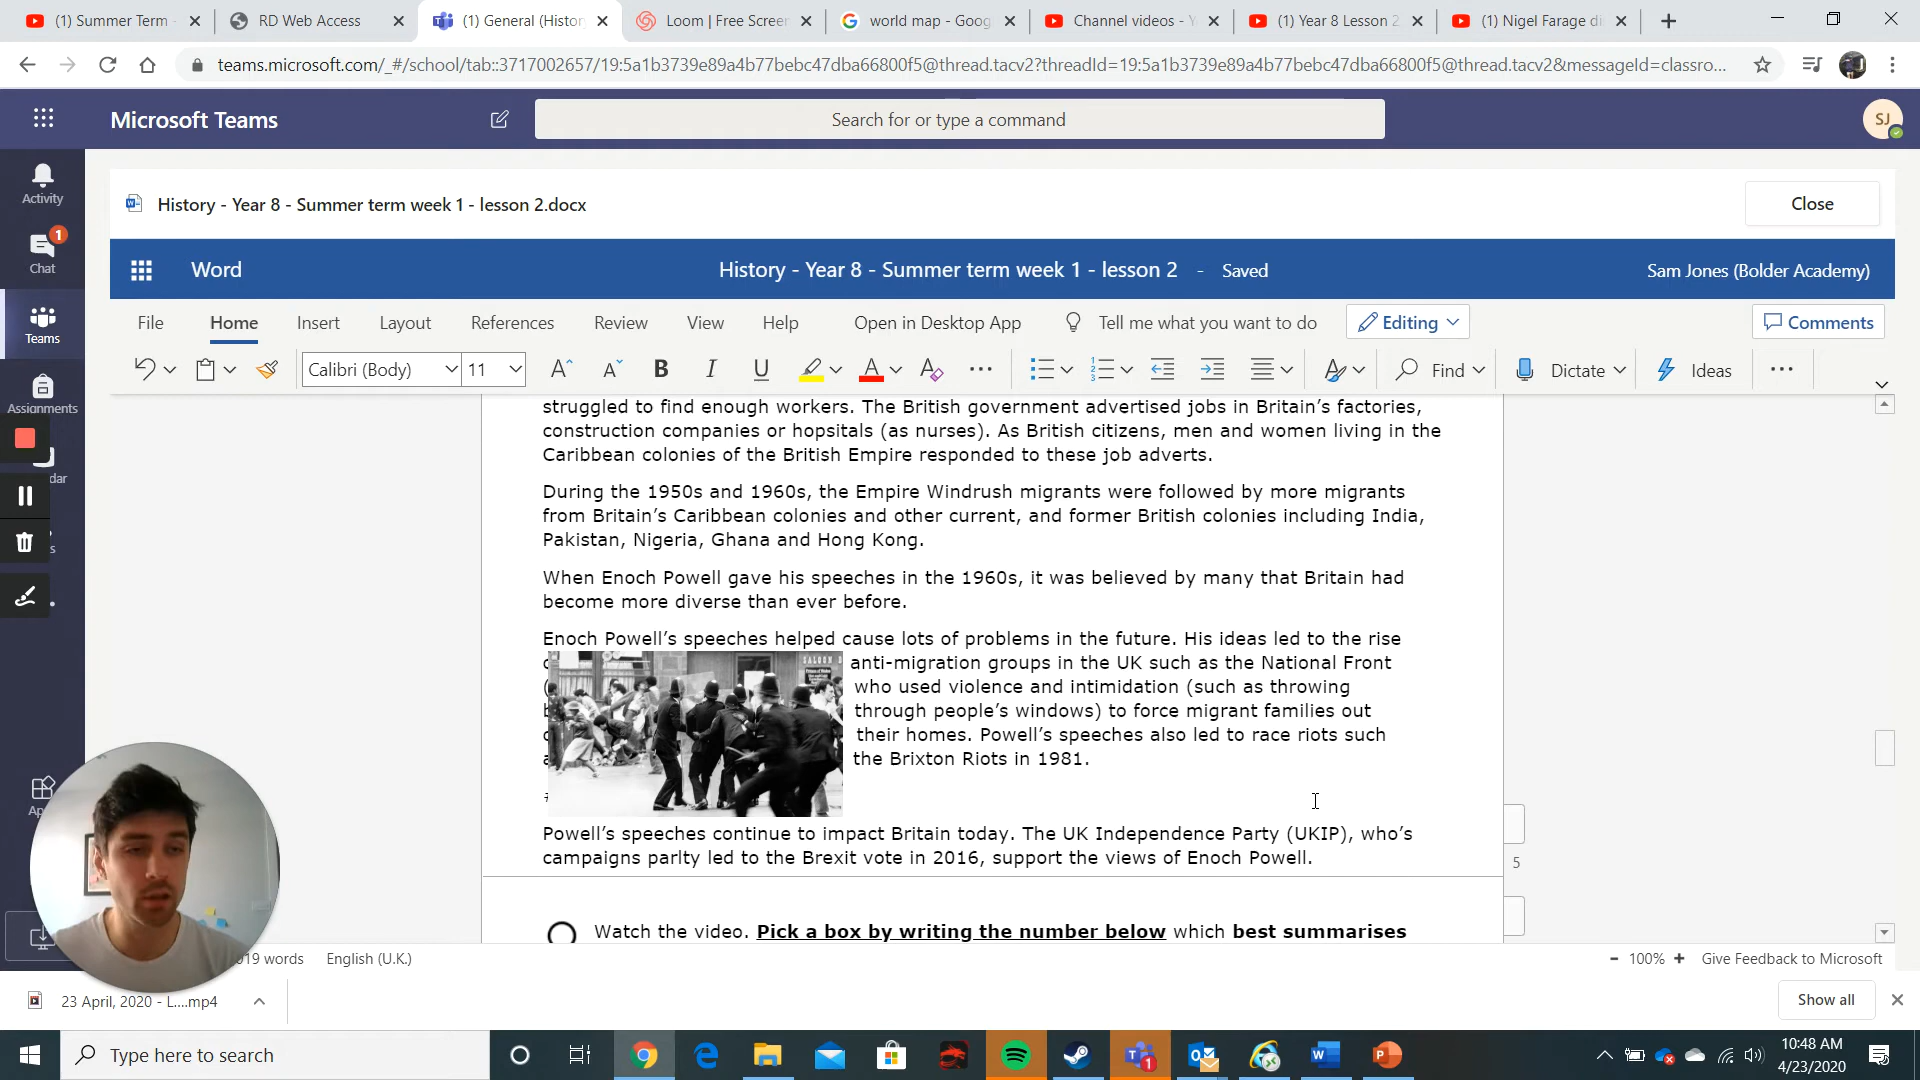 (1) Summer Term -
RD Web Access
(1) General (Histor
Loom | Free Screen
world map - Goog
Channel videos - Y
(1) Year 8 Lesson 2
(1) Nigel Farage di
teams.microsoft.com/_#/school/tab::3717002657/19:5a1b3739e89a4b77bebc47dba66800f5@thread.tacv2?threadId=19:5a1b3739e89a4b77bebc47dba66800f5@thread.tacv2&messageId=classro...
Microsoft Teams
Search for or type a command
SJ
Activity
History - Year 8 - Summer term week 1 - lesson 2.docx
Close
1
Chat
Word
History - Year 8 - Summer term week 1 - lesson 2 - Saved
Sam Jones (Bolder Academy)
Teams
File
Home
Insert
Layout
References
Review
View
Help
Open in Desktop App
Tell me what you want to do
Editing
Comments
Calibri (Body)
11
Find
Dictate
Ideas
Assignments
struggled to find enough workers. The British government advertised jobs in Britain's factories,
construction companies or hopsitals (as nurses). As British citizens, men and women living in the
Caribbean colonies of the British Empire responded to these job adverts.
During the 1950s and 1960s, the Empire Windrush migrants were followed by more migrants
from Britain's Caribbean colonies and other current, and former British colonies including India,
Pakistan, Nigeria, Ghana and Hong Kong.
When Enoch Powell gave his speeches in the 1960s, it was believed by many that Britain had
become more diverse than ever before.
Enoch Powell's speeches helped cause lots of problems in the future. His ideas led to the rise
anti-migration groups in the UK such as the National Front
who used violence and intimidation (such as throwing
through people's windows) to force migrant families out
their homes. Powell's speeches also led to race riots such
the Brixton Riots in 1981.
Powell's speeches continue to impact Britain today. The UK Independence Party (UKIP), who's
campaigns parlty led to the Brexit vote in 2016, support the views of Enoch Powell.
5
Watch the video. Pick a box by writing the number below which best summarises
words
English (U.K.)
100%
Give Feedback to Microsoft
23 April, 2020 - L....mp4
Show all
Type here to search
1
10:48 AM
4/23/2020